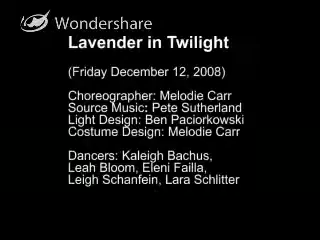 Wondershare
Lavender in Twilight
(Friday December 12, 2008)
Choreographer: Melodie Carr
Source Music: Pete Sutherland
Light Design: Ben Paciorkowski
Costume Design: Melodie Carr
Dancers: Kaleigh Bachus,
Leah Bloom, Eleni Failla,
Leigh Schanfein, Lara Schlitter